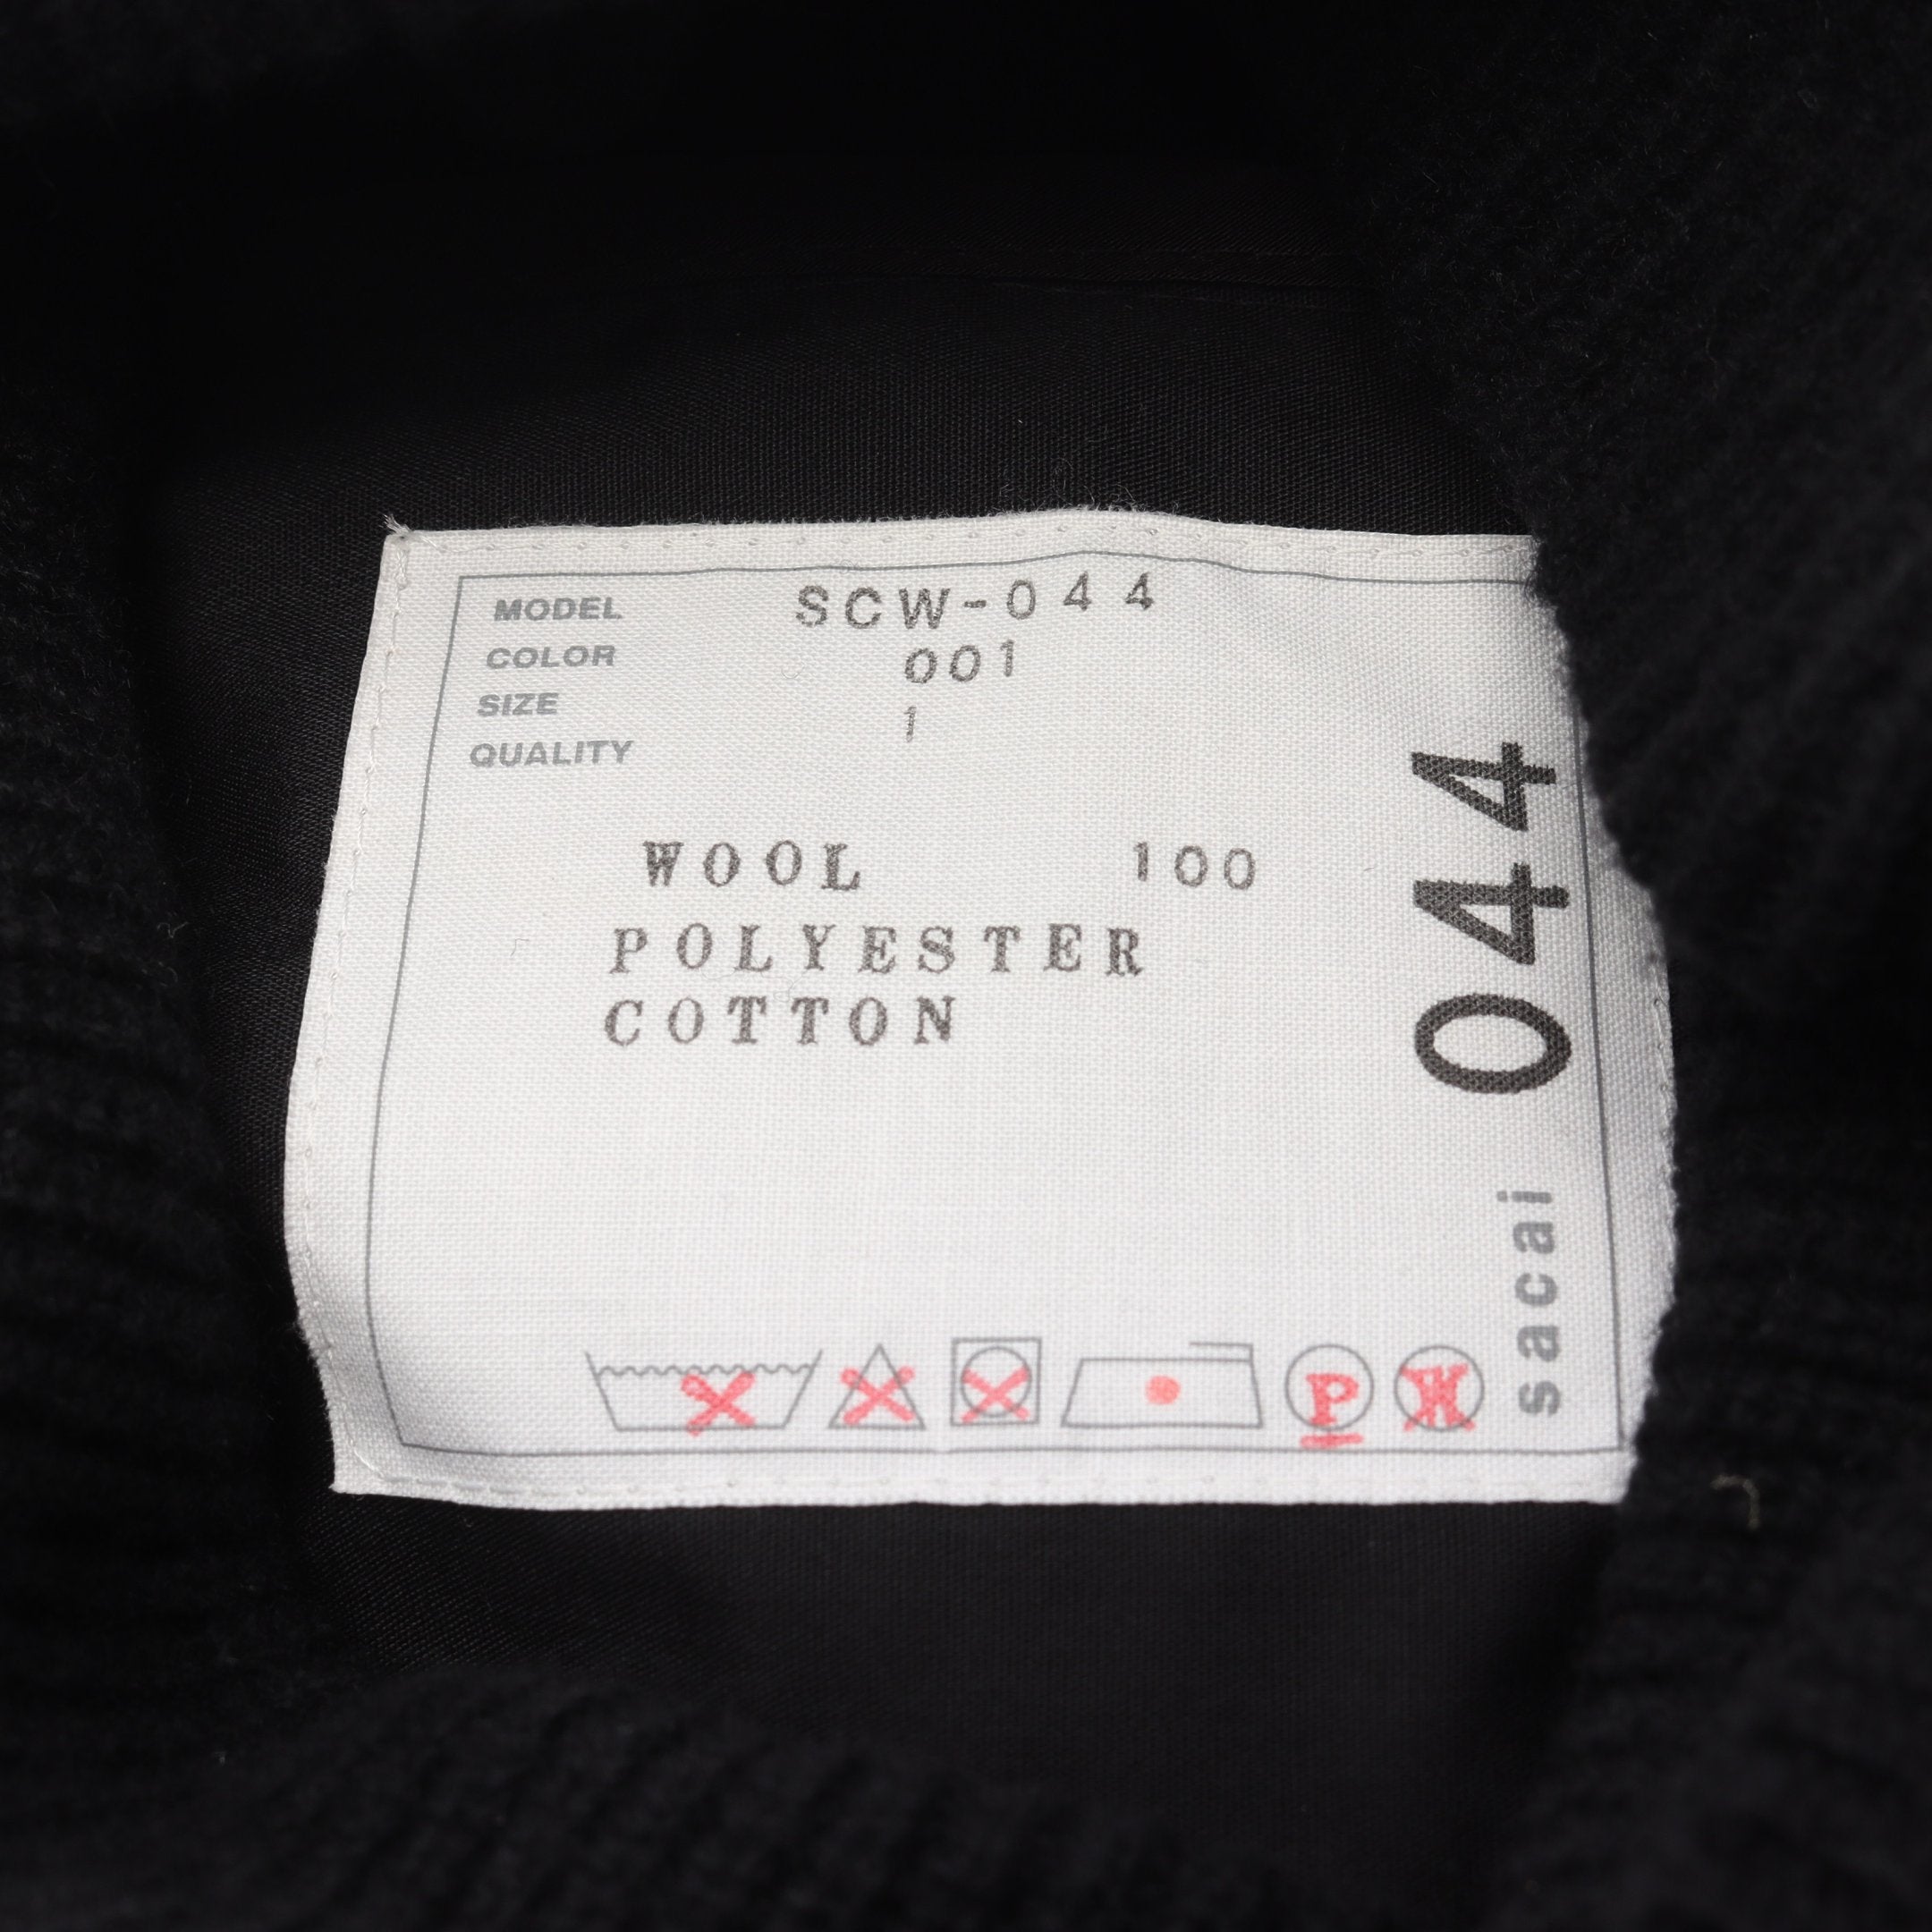 MODEL SCW-044
COLOR 001
SIZE 1
QUALITY
WOOL 100
POLYESTER
COTTON
044
sacai
P
W